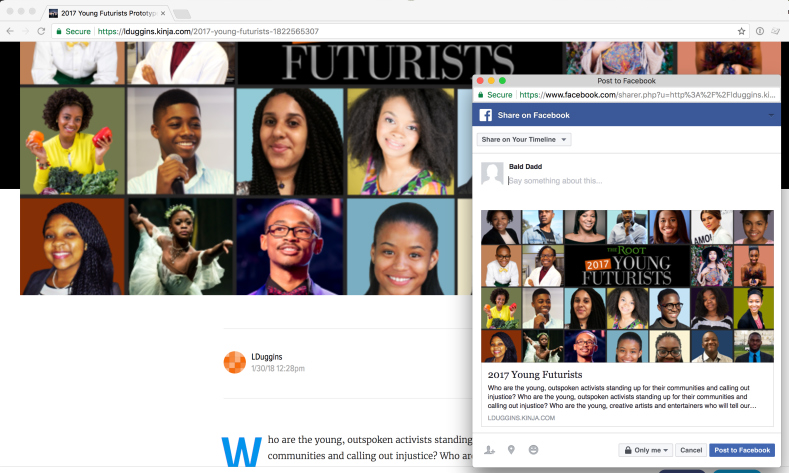 2017 Young Futurists Prototyp
Secure
https://lduggins.kinja.com/2017-young-futurists-1822565307
FUTURISTS
LDuggins
1/30/18 12:28pm
Who are the young, outspoken activists standing
communities and calling out injustice? Who are
Post to Facebook
Secure
https://www.facebook.com/sharer.php?u=http%3A%2F%2Flduggins.ki...
Share on Facebook
Share on Your Timeline
Bald Dadd
Say something about this...
AMO!
THE ROOT
2017 YOUNG
FUTURISTS
2017 Young Futurists
Who are the young, outspoken activists standing up for their communities and calling out
injustice? Who are the young, outspoken activists standing up for their communities and
calling out injustice? Who are the young, creative artists and entertainers who will tell our...
LDUGGINS.KINJA.COM
Only me
Cancel
Post to Facebook